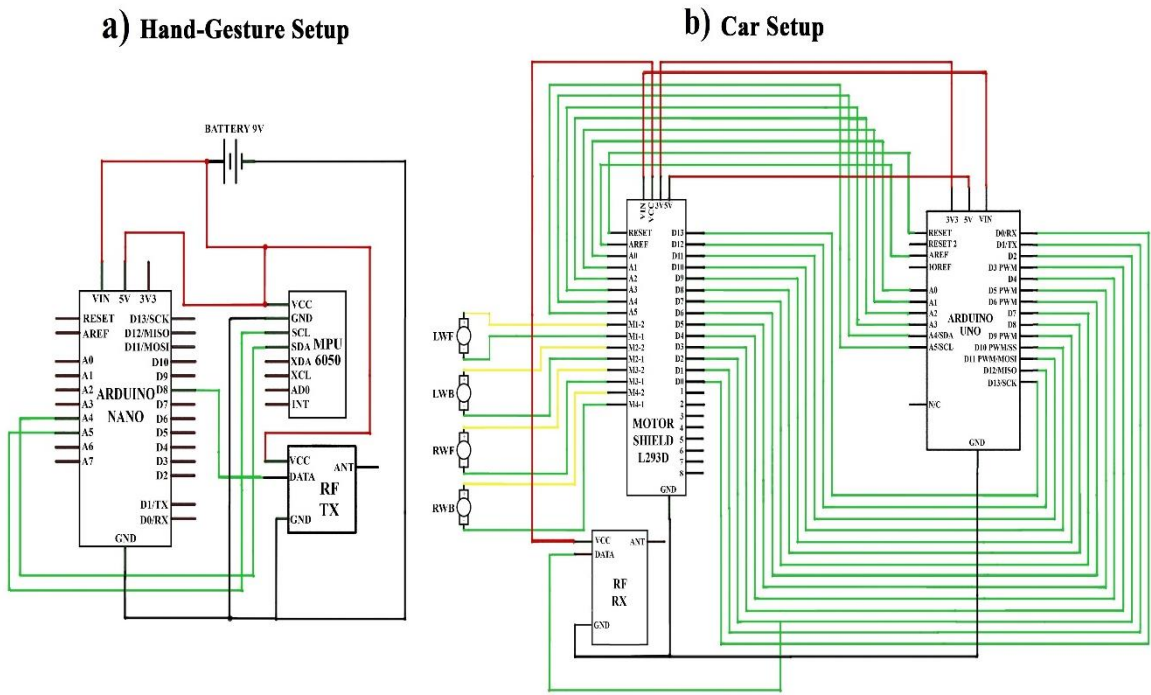 a) Hand-Gesture Setup
BATTERY 9V
VIN 5V 3V3
RESET
AREF
A0
A1
A2
A3
A4
A5
A6
A7
ARDUINO
NANO
D13/SCK
D12/MISO
D11/MOSI
D10
D9
D8
D7
D6
D5
D4
D3
D2
D1/TX
D0/RX
GND
VCC
GND
SCL
SDA
XDA
XCL
AD0
INT
MPU
6050
VCC
DATA
GND
ANT
RF
TX
b) Car Setup
LWF
LWB
RWF
RWB
VIN VCC 3V 5V
RESET
AREF
A0
A1
A2
A3
A4
A5
M1-2
M1-1
M2-2
M2-1
M3-2
M3-1
M4-2
M4-1
D13
D12
D11
D10
D9
D8
D7
D6
D5
D4
D3
D2
D1
D0
1
2
3
4
5
6
7
8
MOTOR
SHIELD
L293D
GND
VCC
DATA
GND
ANT
RF
RX
3V3 5V VIN
RESET
RESET 2
AREF
IOREF
A0
A1
A2
A3
A4/SDA
A5/SCL
N/C
ARDUINO
UNO
D0/RX
D1/TX
D2
D3 PWM
D4
D5 PWM
D6 PWM
D7
D8
D9 PWM
D10 PWM/SS
D11 PWM/MOSI
D12/MISO
D13/SCK
GND